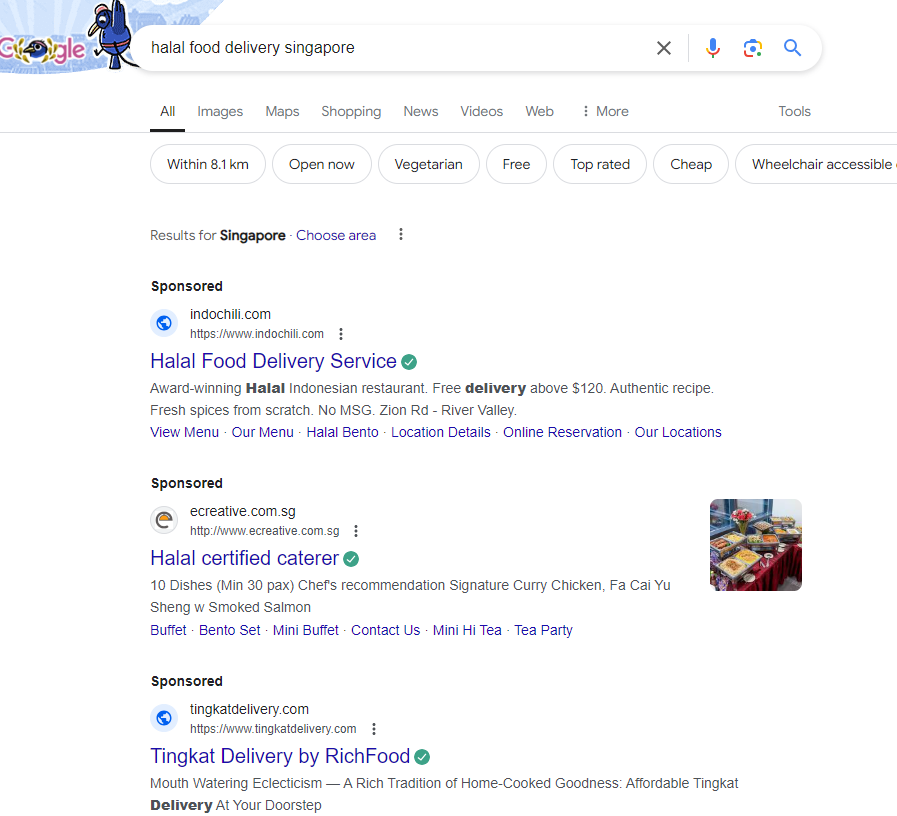 Google
halal food delivery singapore
All Images Maps Shopping News Videos Web More Tools
Within 8.1 km Open now Vegetarian Free Top rated Cheap Wheelchair accessible
Results for Singapore · Choose area
Sponsored
indochili.com
https://www.indochili.com
Halal Food Delivery Service
Award-winning Halal Indonesian restaurant. Free delivery above $120. Authentic recipe.
Fresh spices from scratch. No MSG. Zion Rd - River Valley.
View Menu · Our Menu · Halal Bento · Location Details · Online Reservation · Our Locations
Sponsored
ecreative.com.sg
http://www.ecreative.com.sg
Halal certified caterer
10 Dishes (Min 30 pax) Chef's recommendation Signature Curry Chicken, Fa Cai Yu
Sheng w Smoked Salmon
Buffet · Bento Set · Mini Buffet · Contact Us · Mini Hi Tea · Tea Party
Sponsored
tingkatdelivery.com
https://www.tingkatdelivery.com
Tingkat Delivery by RichFood
Mouth Watering Eclecticism — A Rich Tradition of Home-Cooked Goodness: Affordable Tingkat
Delivery At Your Doorstep